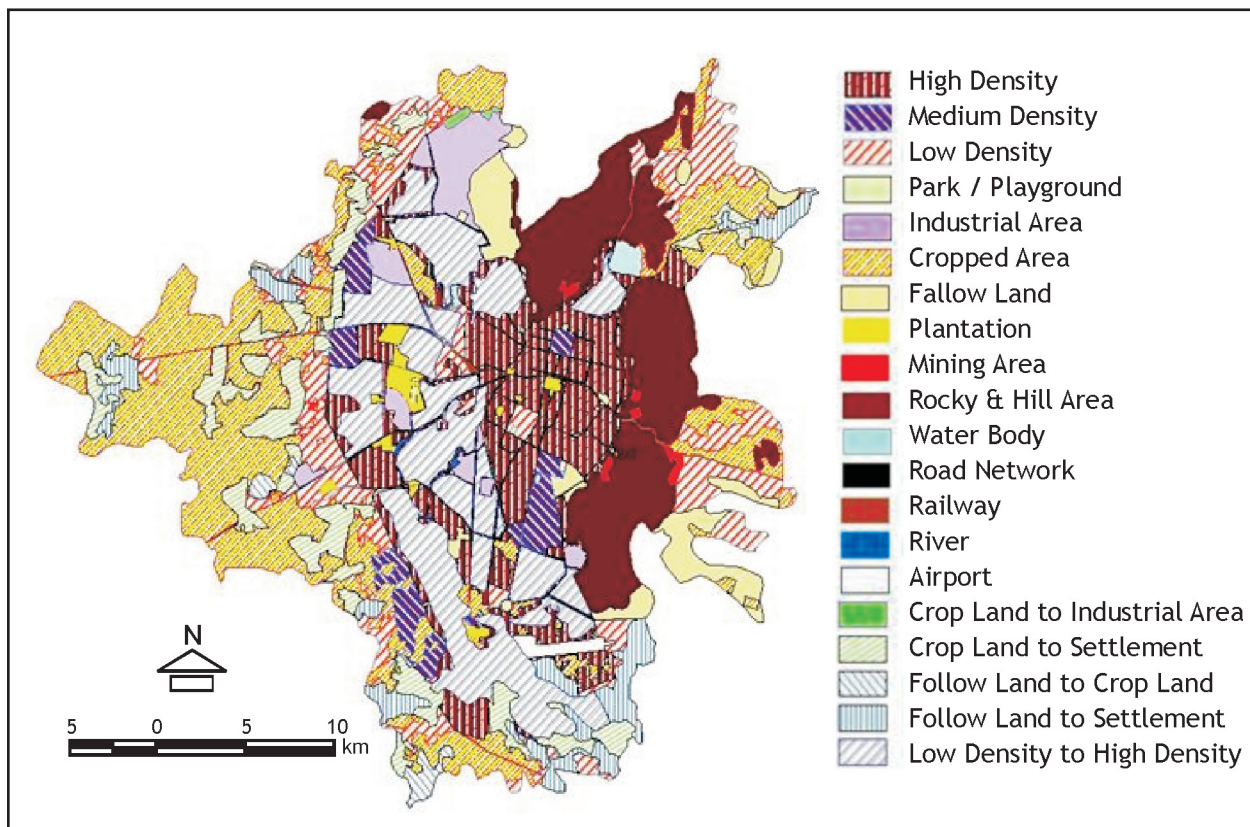 High Density
Medium Density
Low Density
Park / Playground
Industrial Area
Cropped Area
Fallow Land
Plantation
Mining Area
Rocky & Hill Area
Water Body
Road Network
Railway
River
Airport
Crop Land to Industrial Area
Crop Land to Settlement
Follow Land to Crop Land
Follow Land to Settlement
Low Density to High Density
N
5 0 5 10
km